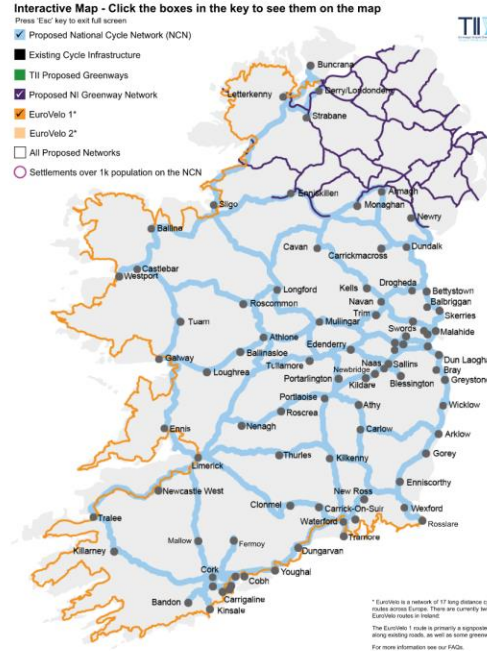 Interactive Map - Click the boxes in the key to see them on the map
Press 'Esc' key to exit full screen
Proposed National Cycle Network (NCN)
Existing Cycle Infrastructure
TII Proposed Greenways
Proposed NI Greenway Network
EuroVelo 1*
EuroVelo 2*
All Proposed Networks
Settlements over 1k population on the NCN
TII
Buncrana
Letterkenny
Derry/Londonderry
Strabane
Enniskillen
Armagh
Sligo
Monaghan
Newry
Ballina
Cavan
Dundalk
Carrickmacross
Castlebar
Westport
Longford
Kells
Drogheda
Bettystown
Roscommon
Navan
Balbriggan
Trim
Skerries
Tuam
Mullingar
Swords
Malahide
Athlone
Edenderry
Galway
Ballinasloe
Tullamore
Naas
Sallins
Dun Laogha
Loughrea
Newbridge
Bray
Portarlington
Kildare
Blessington
Greystone
Portlaoise
Roscrea
Athy
Wicklow
Ennis
Nenagh
Carlow
Arklow
Limerick
Thurles
Kilkenny
Gorey
Newcastle West
Enniscorthy
New Ross
Clonmel
Carrick-On-Suir
Wexford
Tralee
Waterford
Rosslare
Tramore
Killarney
Mallow
Fermoy
Dungarvan
Youghal
Cork
Cobh
Bandon
Carrigaline
Kinsale
* EuroVelo is a network of 17 long distance c
routes across Europe. There are currently tw
EuroVelo routes in Ireland:
The EuroVelo 1 route is primarily a signposte
along existing roads, as well as some greenw
For more information see our FAQs.